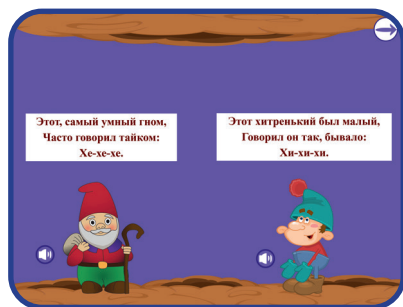 Этот, самый умный гном,
Часто говорил тайком:
Хе-хе-хе.
Этот хитренький был малый,
Говорил он так, бывало:
Хи-хи-хи.